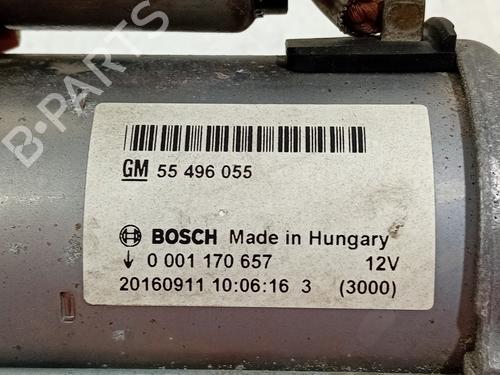 B-PARTS
GM 55 496 055
BOSCH Made in Hungary
0 001 170 657 12V
20160911 10:06:16 3 (3000)